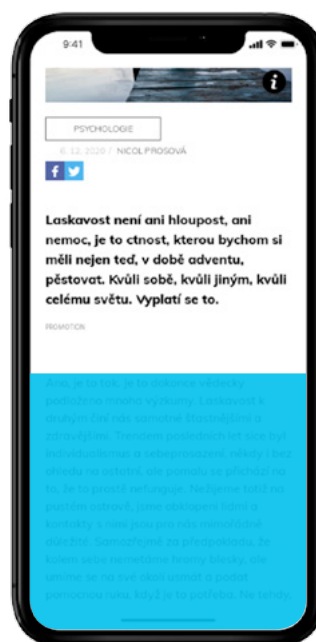 9:41
i
PSYCHOLOGIE
6. 12. 2020 / NICOL PROSOVÁ
f
Laskavost není ani hloupost, ani
nemoc, je to ctnost, kterou bychom si
měli nejen teď, v době adventu,
pěstovat. Kvůli sobě, kvůli jiným, kvůli
celému světu. Vyplatí se to.
PROMOTION
Ano, je to tak, je to dokonce vědecky
podloženo mnoha výzkumy. Laskavost k
druhým činí nás samotné šťastnějšími a
zdravějšími. Trendem posledních let sice byl
individualismus a sebeprosazení, někdy i bez
ohledu na ostatní, ale pomalu se přichází na
to, že to prostě nefunguje. Nežijeme totiž na
pustém ostrově, jsme obklopeni lidmi a
kontakty s nimi jsou pro nás mimořádně
důležité. Samozřejmě za předpokladu, že
kolem sebe nemetáme hromy blesky, ale
umíme se na své okolí usmát a podat
pomocnou ruku, když je to potřeba. Ne tehdy,